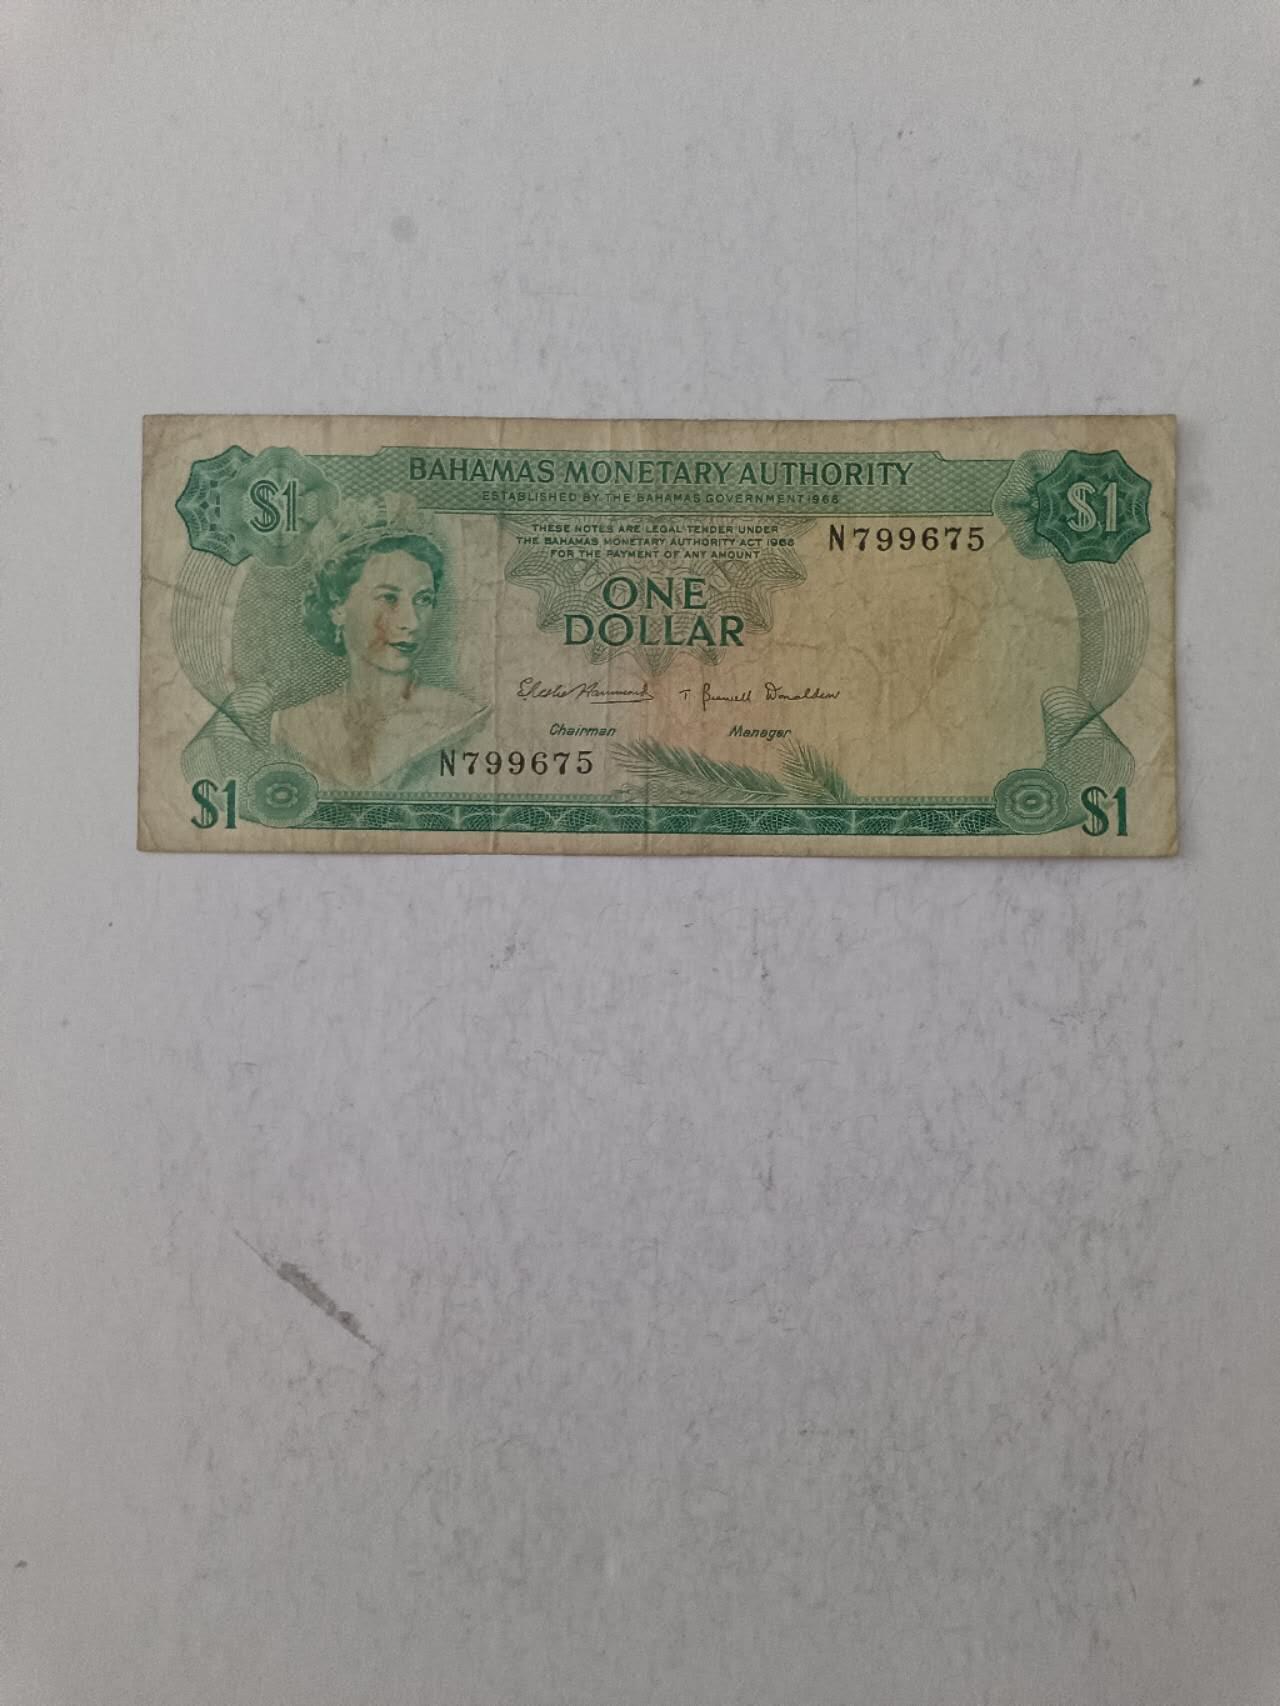 BAHAMAS MONETARY AUTHORITY
ESTABLISHED BY THE BAHAMAS GOVERNMENT 1968
$1
$1
THESE NOTES ARE LEGAL TENDER UNDER
THE BAHAMAS MONETARY AUTHORITY ACT 1968
FOR THE PAYMENT OF ANY AMOUNT
N799675
ONE
DOLLAR
T Donaldson
Chairman
Manager
N799675
$1
$1